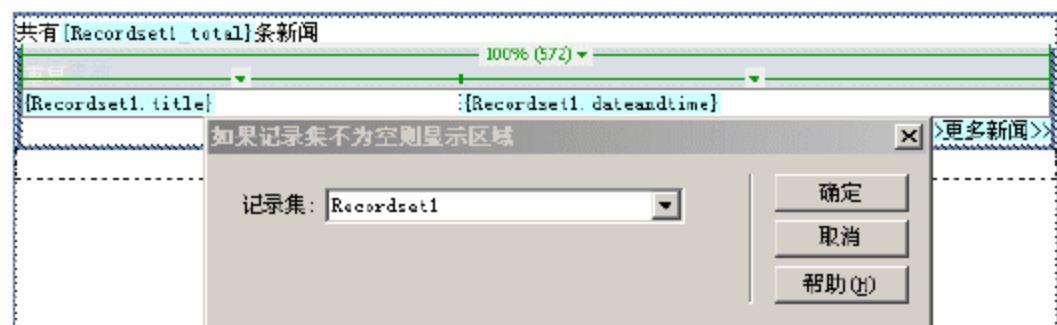 共有{Recordset1_total}条新闻
100% (572)
重复
{Recordset1.title}
{Recordset1.dateandtime}
>更多新闻>>
如果记录集不为空则显示区域
记录集: Recordset1
确定
取消
帮助(H)